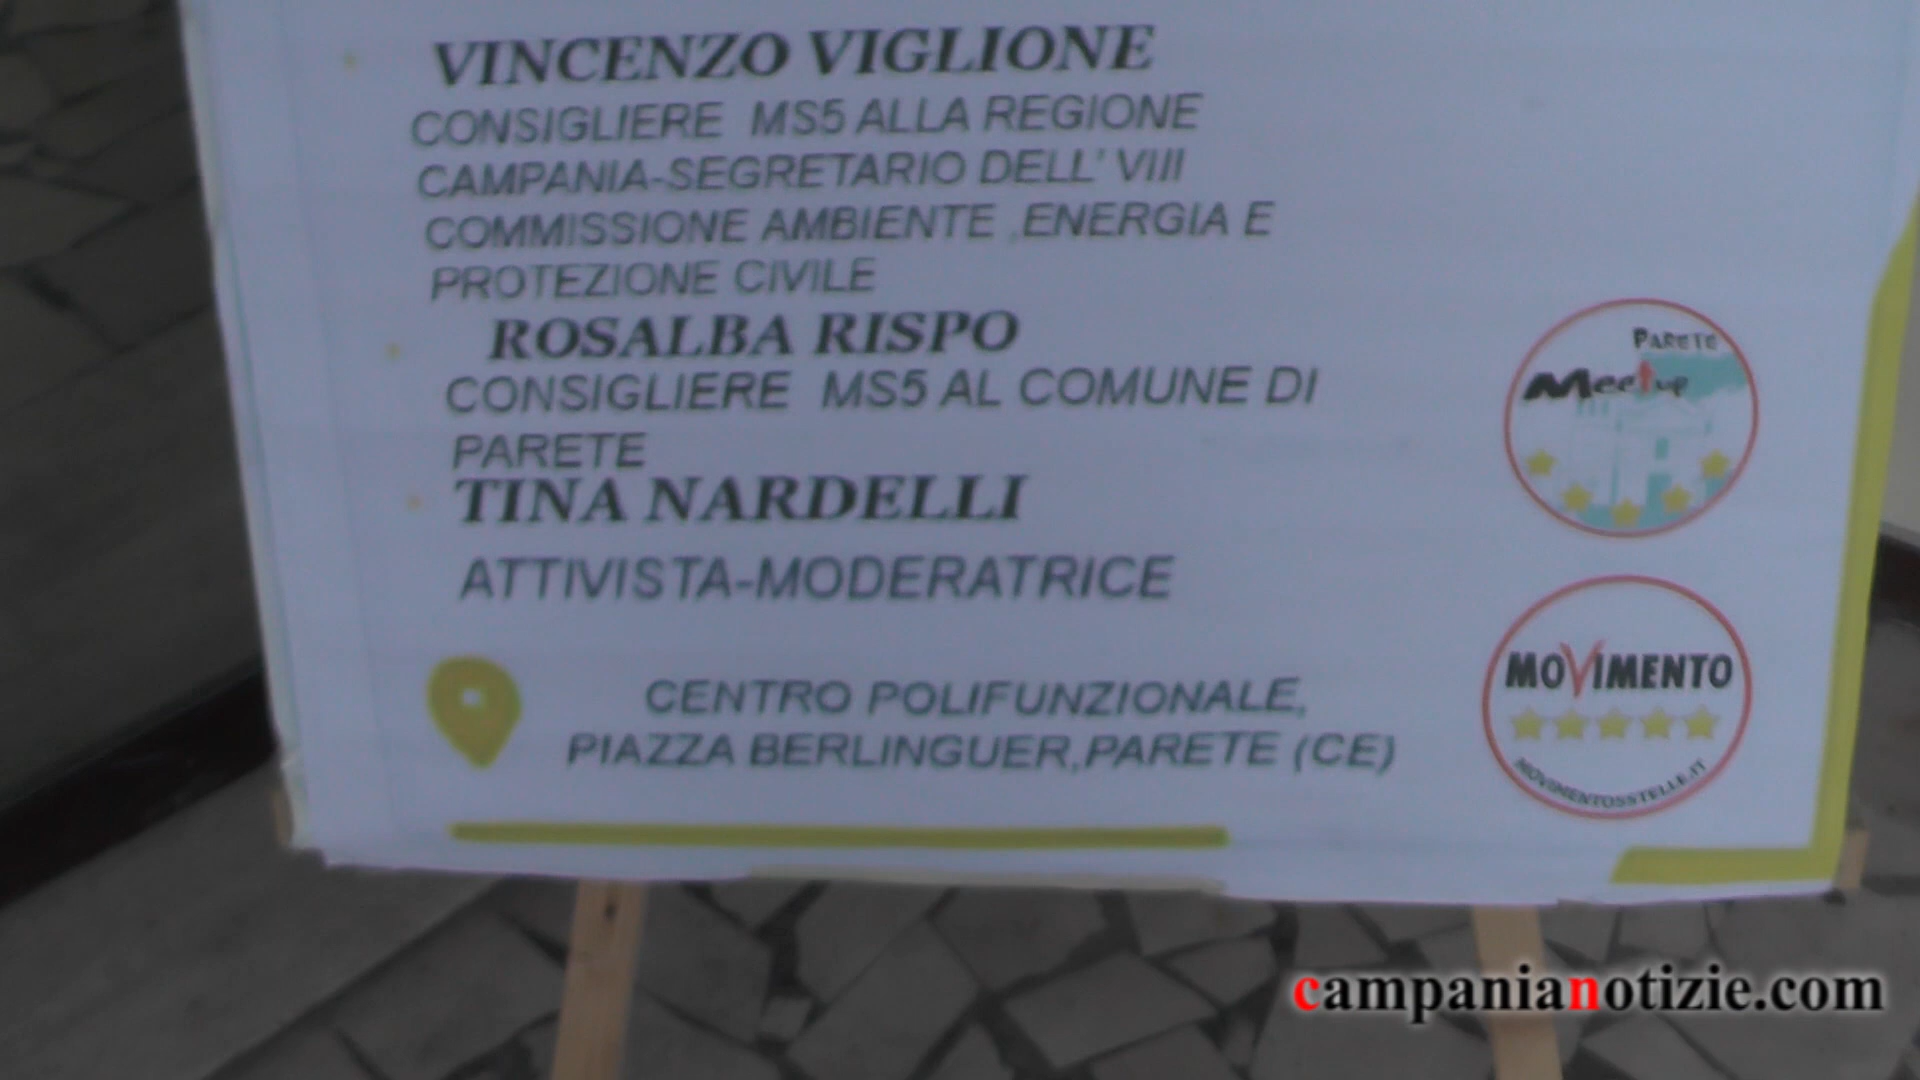 VINCENZO VIGLIONE
CONSIGLIERE MS5 ALLA REGIONE
CAMPANIA-SEGRETARIO DELL' VIII
COMMISSIONE AMBIENTE ,ENERGIA E
PROTEZIONE CIVILE
ROSALBA RISPO
CONSIGLIERE MS5 AL COMUNE DI
PARETE
TINA NARDELLI
ATTIVISTA-MODERATRICE
CENTRO POLIFUNZIONALE,
PIAZZA BERLINGUER,PARETE (CE)
PARETE
Meetup
MOVIMENTO
MOVIMENTO5STELLE.IT
campanianotizie.com